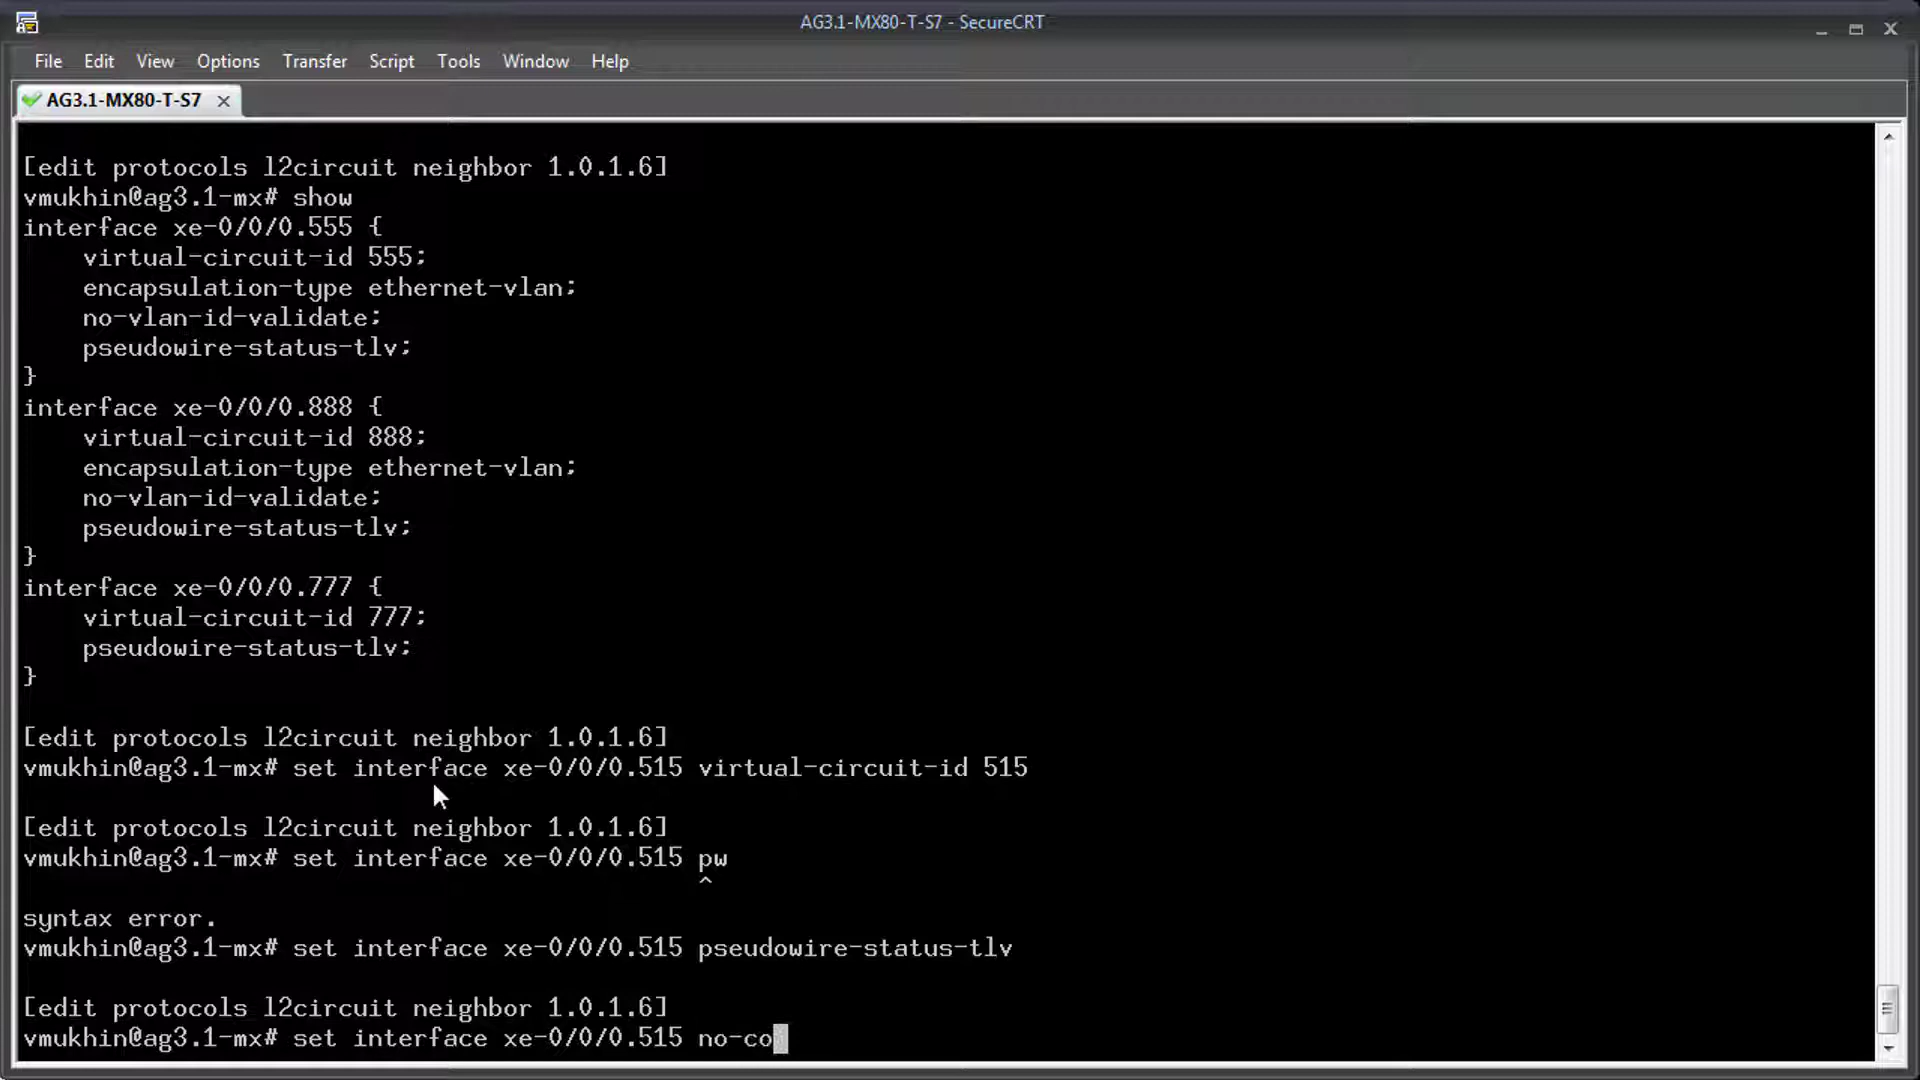 AG3.1-MX80-T-S7 - SecureCRT
File Edit View Options Transfer Script Tools Window Help
AG3.1-MX80-T-S7
[edit protocols l2circuit neighbor 1.0.1.6]
vmukhin@ag3.1-mx# show
interface xe-0/0/0.555 {
    virtual-circuit-id 555;
    encapsulation-type ethernet-vlan;
    no-vlan-id-validate;
    pseudowire-status-tlv;
}
interface xe-0/0/0.888 {
    virtual-circuit-id 888;
    encapsulation-type ethernet-vlan;
    no-vlan-id-validate;
    pseudowire-status-tlv;
}
interface xe-0/0/0.777 {
    virtual-circuit-id 777;
    pseudowire-status-tlv;
}
[edit protocols l2circuit neighbor 1.0.1.6]
vmukhin@ag3.1-mx# set interface xe-0/0/0.515 virtual-circuit-id 515
[edit protocols l2circuit neighbor 1.0.1.6]
vmukhin@ag3.1-mx# set interface xe-0/0/0.515 pw
^
syntax error.
vmukhin@ag3.1-mx# set interface xe-0/0/0.515 pseudowire-status-tlv
[edit protocols l2circuit neighbor 1.0.1.6]
vmukhin@ag3.1-mx# set interface xe-0/0/0.515 no-co